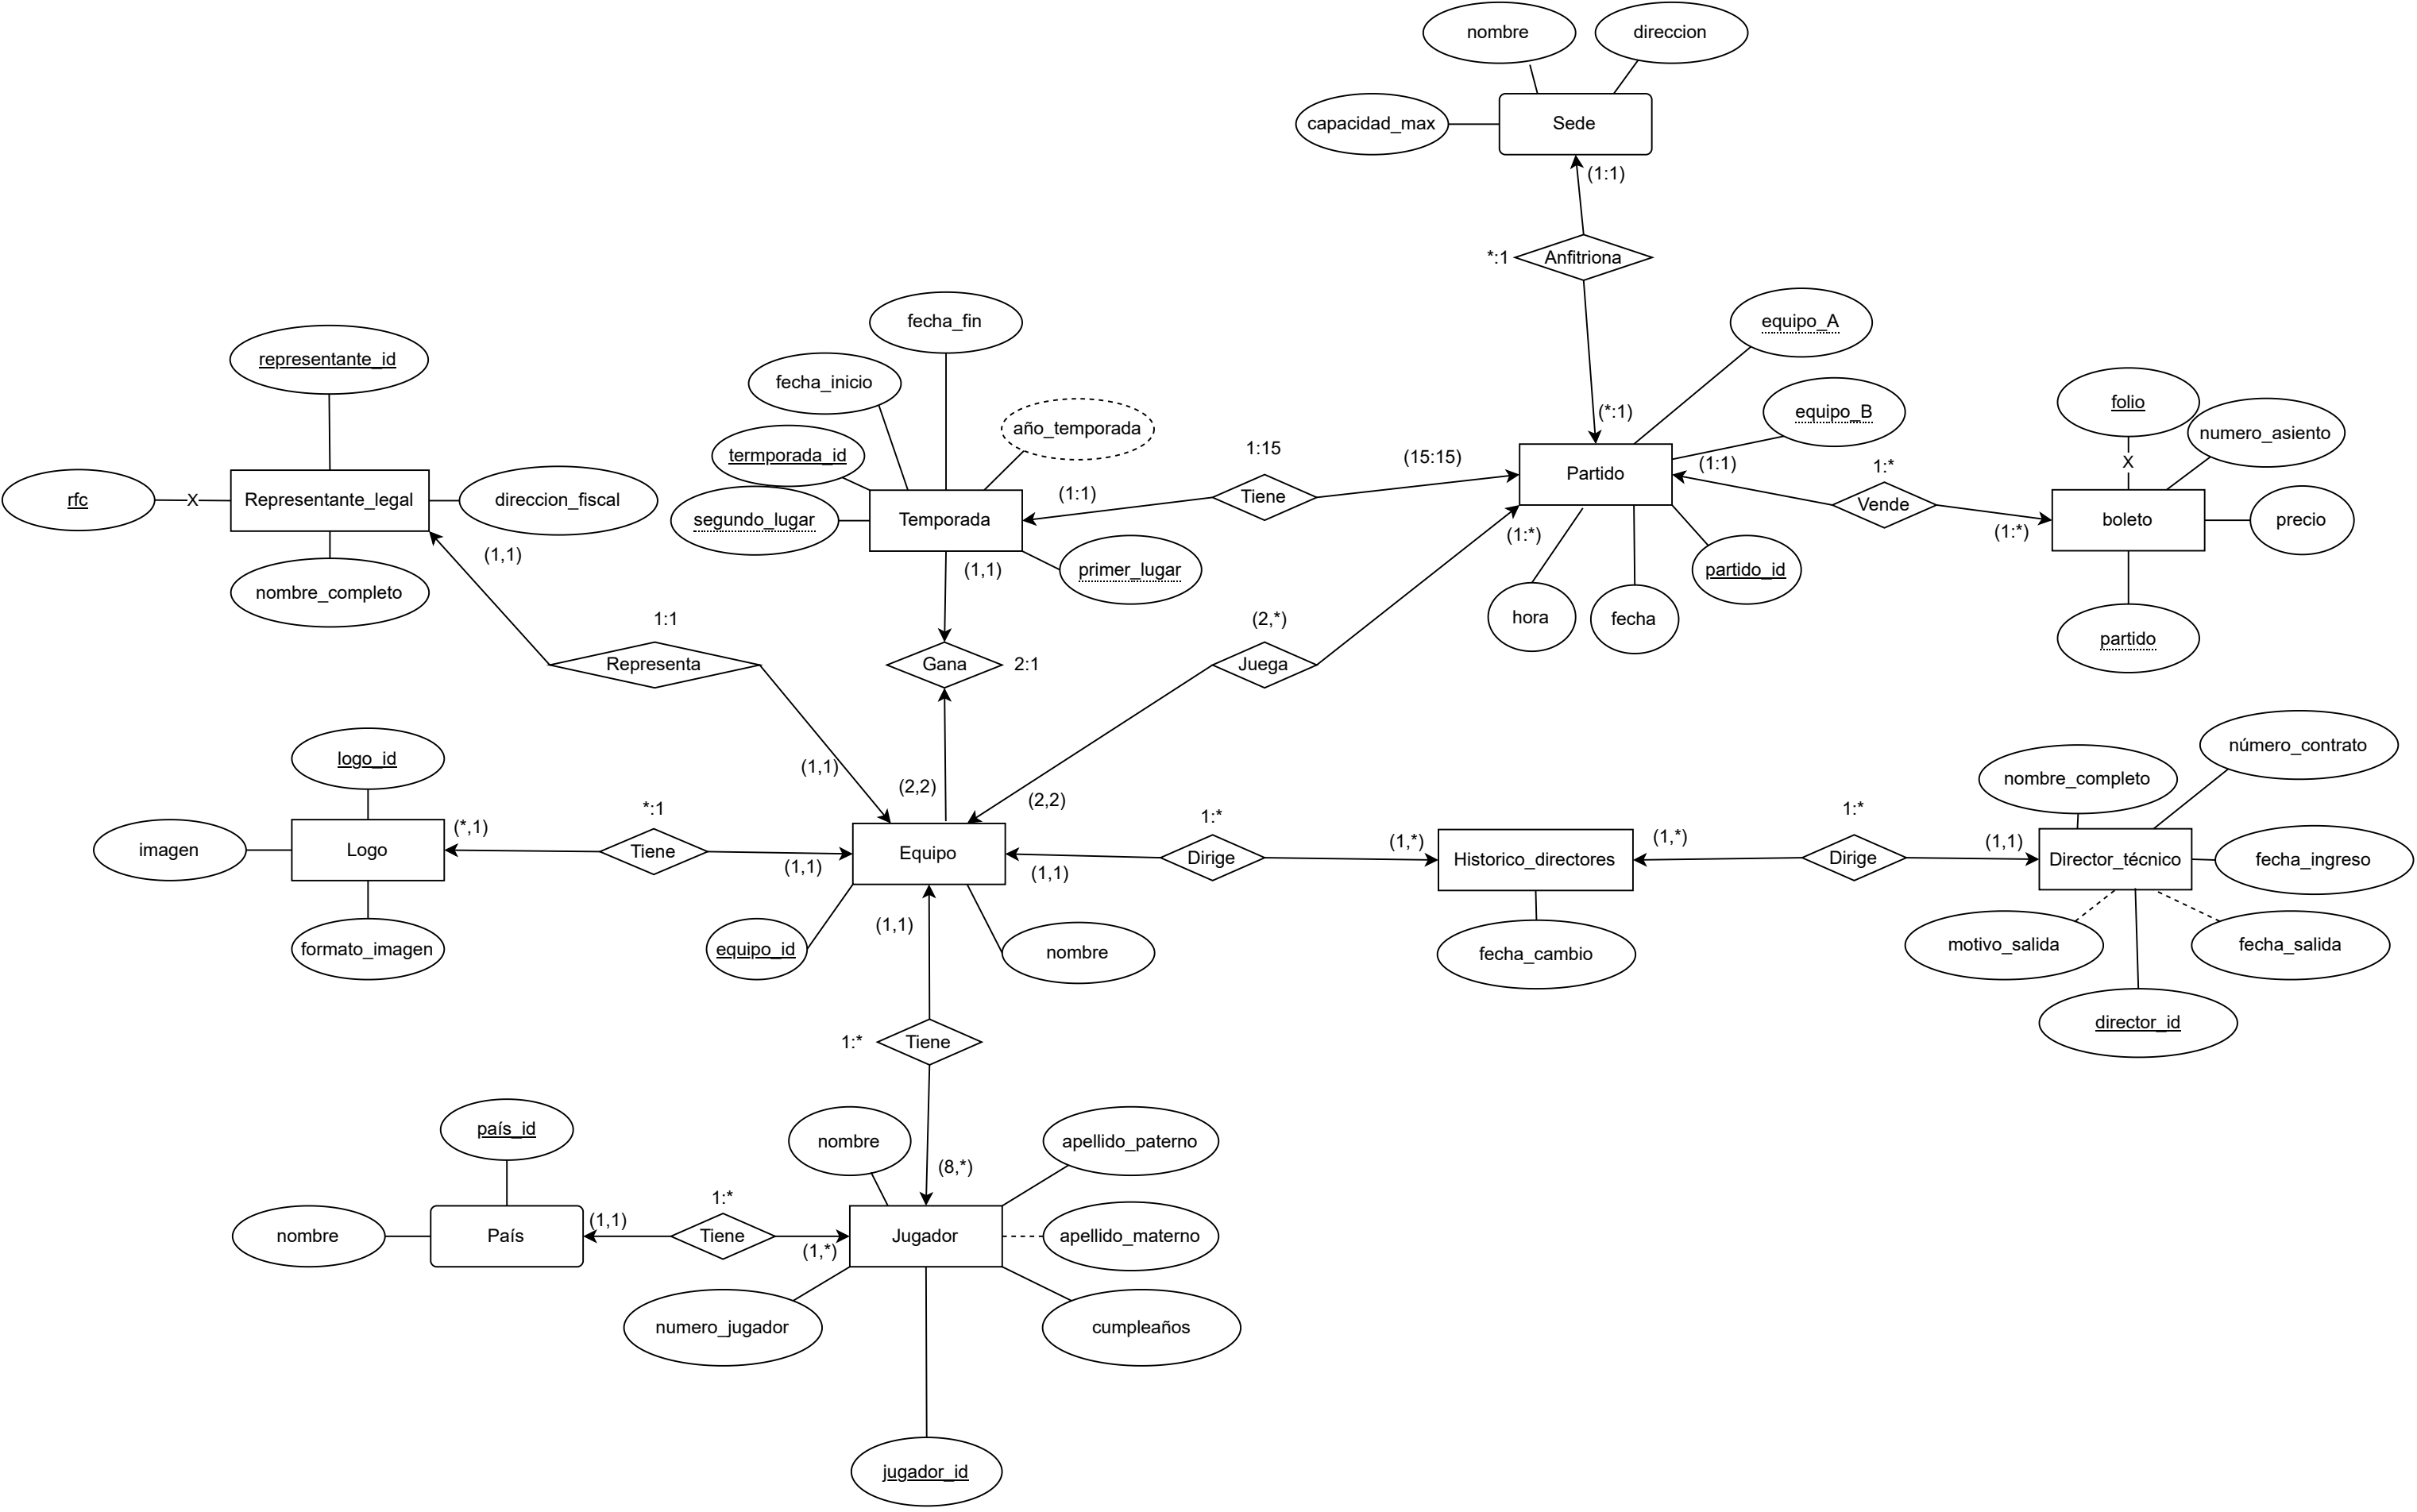 nombre
direccion
capacidad_max
Sede
(1:1)
*:1
Anfitriona
fecha_fin
equipo_A
representante_id
fecha_inicio
(*:1)
equipo_B
folio
año_temporada
numero_asiento
termporada_id
1:15
(15:15)
Partido
(1:1)
1:*
X
rfc
X
Representante_legal
direccion_fiscal
segundo_lugar
Temporada
(1:1)
Tiene
Vende
(1:*)
boleto
precio
(1,1)
(1,1)
primer_lugar
(1:*)
partido_id
nombre_completo
1:1
(2,*)
hora
fecha
partido
Representa
Gana
2:1
Juega
logo_id
(1,1)
(2,2)
(2,2)
nombre_completo
número_contrato
imagen
Logo
(*,1)
*:1
Tiene
(1,1)
Equipo
(1,1)
1:*
Dirige
(1,*)
Historico_directores
(1,*)
1:*
Dirige
(1,1)
Director_técnico
fecha_ingreso
formato_imagen
equipo_id
(1,1)
nombre
fecha_cambio
motivo_salida
fecha_salida
1:*
Tiene
director_id
país_id
nombre
apellido_paterno
(8,*)
nombre
País
(1,1)
1:*
Tiene
(1,*)
Jugador
apellido_materno
numero_jugador
cumpleaños
jugador_id